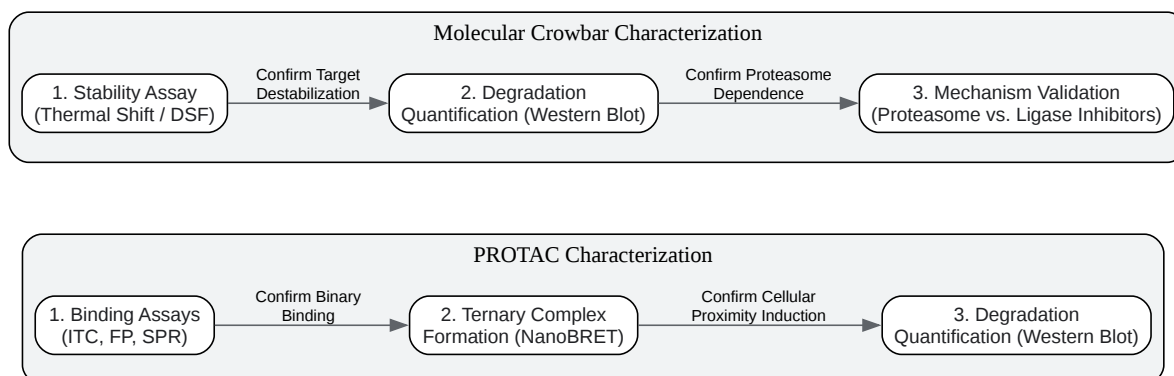 Molecular Crowbar Characterization
1. Stability Assay
(Thermal Shift / DSF)
Confirm Target
Destabilization
2. Degradation
Quantification (Western Blot)
Confirm Proteasome
Dependence
3. Mechanism Validation
(Proteasome vs. Ligase Inhibitors)
PROTAC Characterization
1. Binding Assays
(ITC, FP, SPR)
Confirm Binary
Binding
2. Ternary Complex
Formation (NanoBRET)
Confirm Cellular
Proximity Induction
3. Degradation
Quantification (Western Blot)